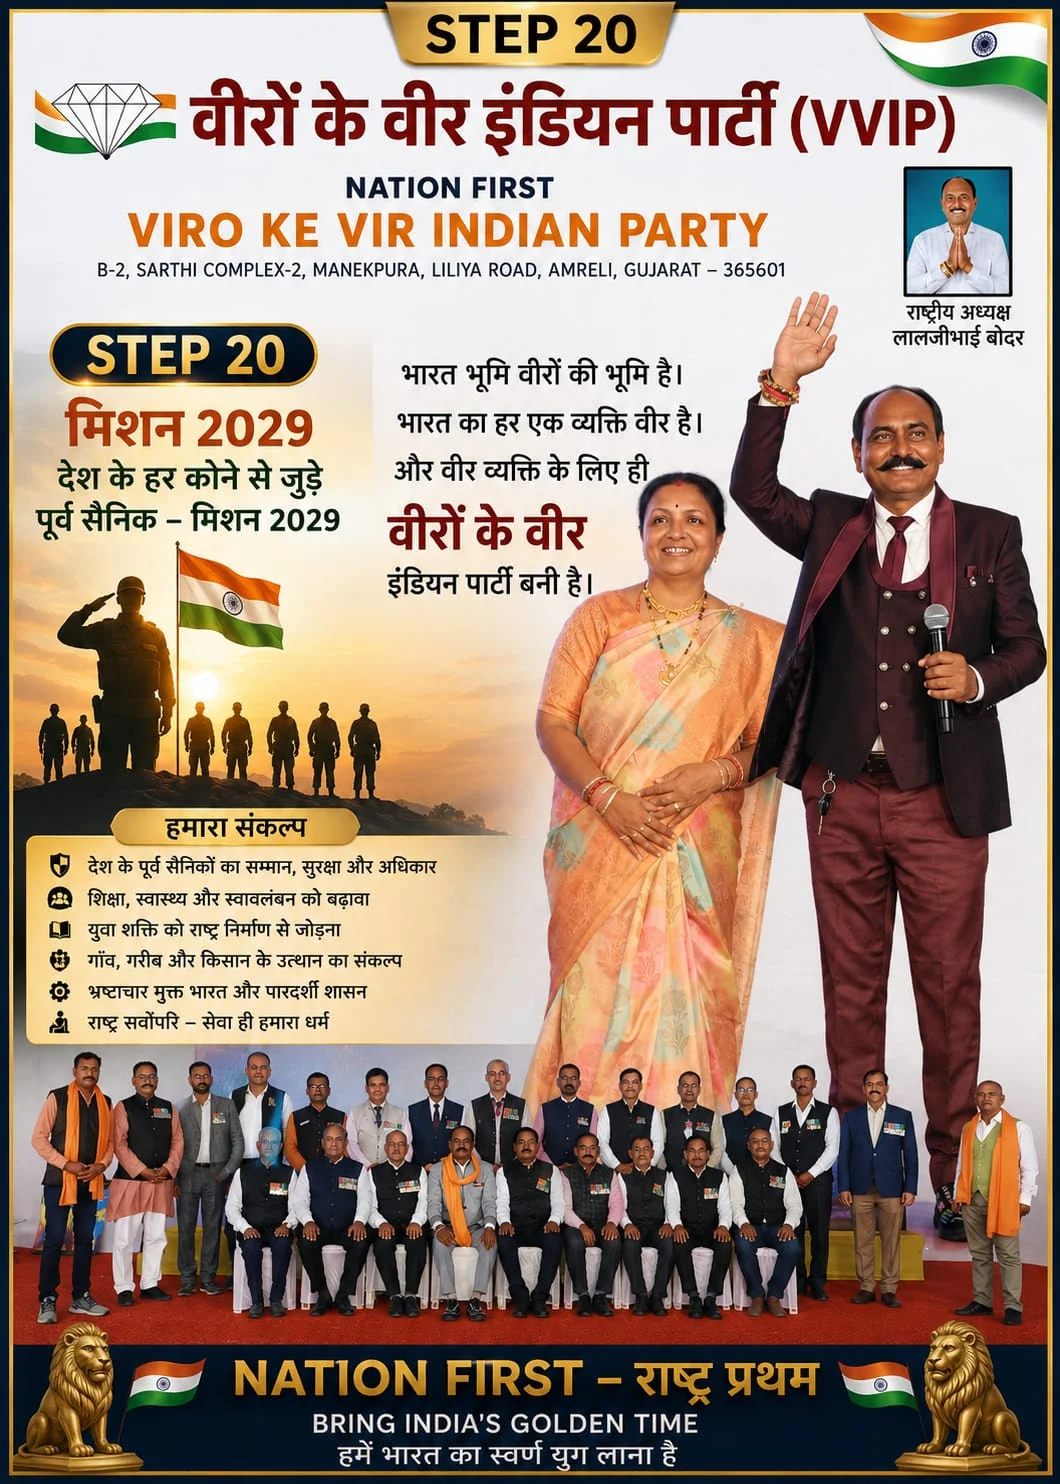 STEP 20
वीरों के वीर इंडियन पार्टी (VVIP)
NATION FIRST
VIRO KE VIR INDIAN PARTY
B-2, SARTHI COMPLEX-2, MANEKPURA, LILIYA ROAD, AMRELI, GUJARAT – 365601
राष्ट्रीय अध्यक्ष
लालजीभाई बोदर
STEP 20
मिशन 2029
देश के हर कोने से जुड़े
पूर्व सैनिक – मिशन 2029
भारत भूमि वीरों की भूमि है।
भारत का हर एक व्यक्ति वीर है।
और वीर व्यक्ति के लिए ही
वीरों के वीर
इंडियन पार्टी बनी है।
हमारा संकल्प
देश के पूर्व सैनिकों का सम्मान, सुरक्षा और अधिकार
शिक्षा, स्वास्थ्य और स्वावलंबन को बढ़ावा
युवा शक्ति को राष्ट्र निर्माण से जोड़ना
गाँव, गरीब और किसान के उत्थान का संकल्प
भ्रष्टाचार मुक्त भारत और पारदर्शी शासन
राष्ट्र सर्वोपरि – सेवा ही हमारा धर्म
NATION FIRST – राष्ट्र प्रथम
BRING INDIA'S GOLDEN TIME
हमें भारत का स्वर्ण युग लाना है